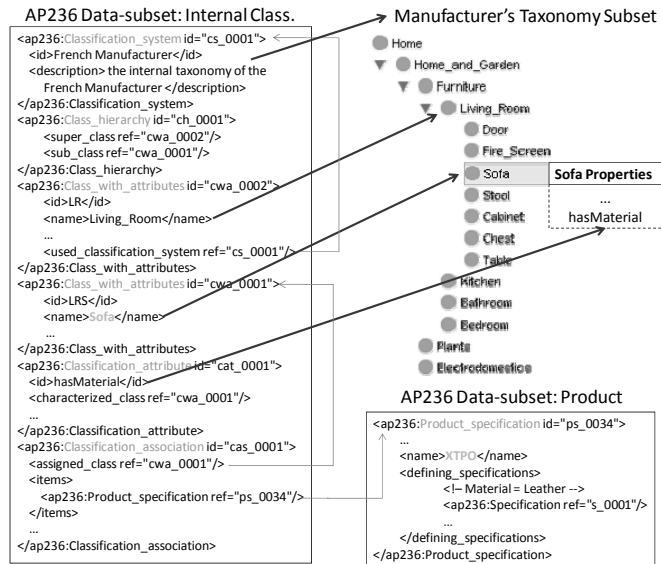 AP236 Data-subset: Internal Class.
<ap236:Classification_system id="cs_0001">
<id>French Manufacturer</id>
<description> the internal taxonomy of the
French Manufacturer </description>
</ap236:Classification_system>
<ap236:Class_hierarchy id="ch_0001">
<super_class ref="cwa_0002"/>
<sub_class ref="cwa_0001"/>
</ap236:Class_hierarchy>
<ap236:Class_with_attributes id="cwa_0002">
<id>LR</id>
<name>Living_Room</name>
...
<used_classification_system ref="cs_0001"/>
</ap236:Class_with_attributes>
<ap236:Class_with_attributes id="cwa_0001">
<id>LRS</id>
<name>Sofa</name>
...
</ap236:Class_with_attributes>
<ap236:Classification_attribute id="cat_0001">
<id>hasMaterial</id>
<characterized_class ref="cwa_0001"/>
...
</ap236:Classification_attribute>
<ap236:Classification_association id="cas_0001">
<assigned_class ref="cwa_0001"/>
<items>
<ap236:Product_specification ref="ps_0034"/>
</items>
...
</ap236:Classification_association>
Manufacturer's Taxonomy Subset
Home
Home_and_Garden
Furniture
Living_Room
Door
Fire_Screen
Sofa
Stool
Cabinet
Chest
Table
Kitchen
Bathroom
Bedroom
Plants
Electrodomestics
Sofa Properties
...
hasMaterial
AP236 Data-subset: Product
<ap236:Product_specification id="ps_0034">
...
<name>XTPO</name>
<defining_specifications>
<!– Material = Leather -->
<ap236:Specification ref="s_0001"/>
...
</defining_specifications>
</ap236:Product_specification>